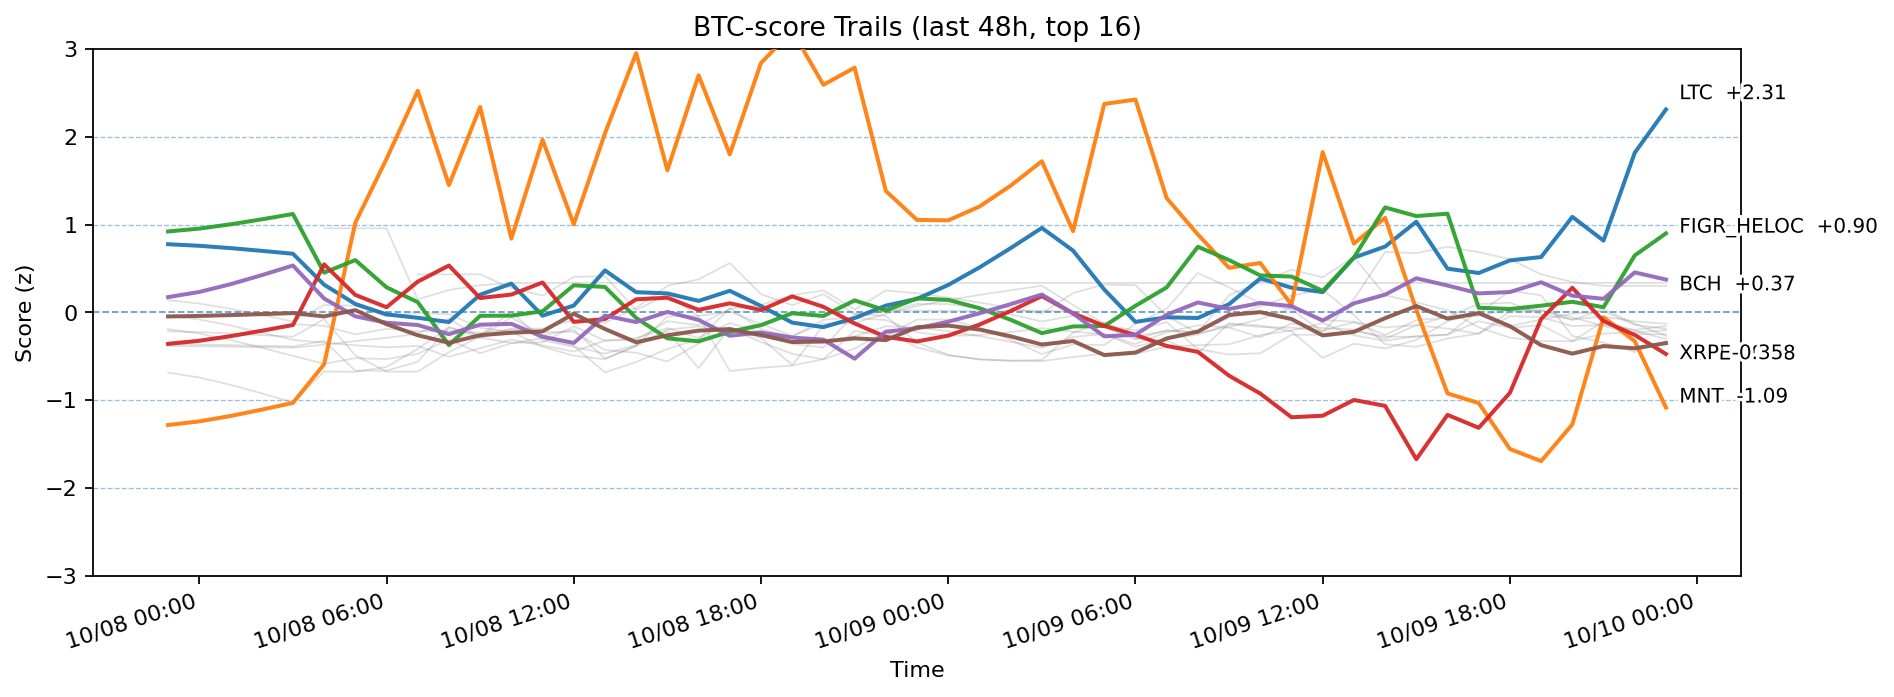 BTC-score Trails (last 48h, top 16)
Score (z)
3
2
1
0
−1
−2
−3
LTC +2.31
FIGR_HELOC +0.90
BCH +0.37
MNT -1.09
10/08 00:00
10/08 06:00
10/08 12:00
10/08 18:00
10/09 00:00
10/09 06:00
10/09 12:00
10/09 18:00
10/10 00:00
Time